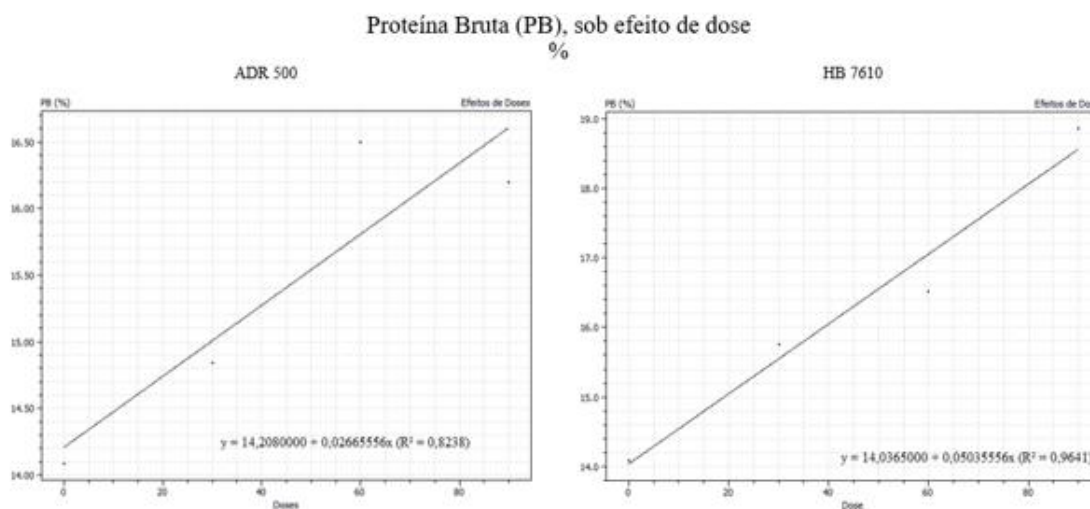 Proteína Bruta (PB), sob efeito de dose
%
ADR 500
PB (%)
Efeitos de Doses
16.50
16.00
15.50
15.00
14.50
14.00
y = 14,2080000 + 0,02665556x (R² = 0,8238)
0
20
40
60
80
Doses
HB 7610
PB (%)
Efeitos de Do
19.0
18.0
17.0
16.0
15.0
14.0
y = 14,0365000 + 0,05035556x (R² = 0,9641)
0
20
40
60
80
Dose